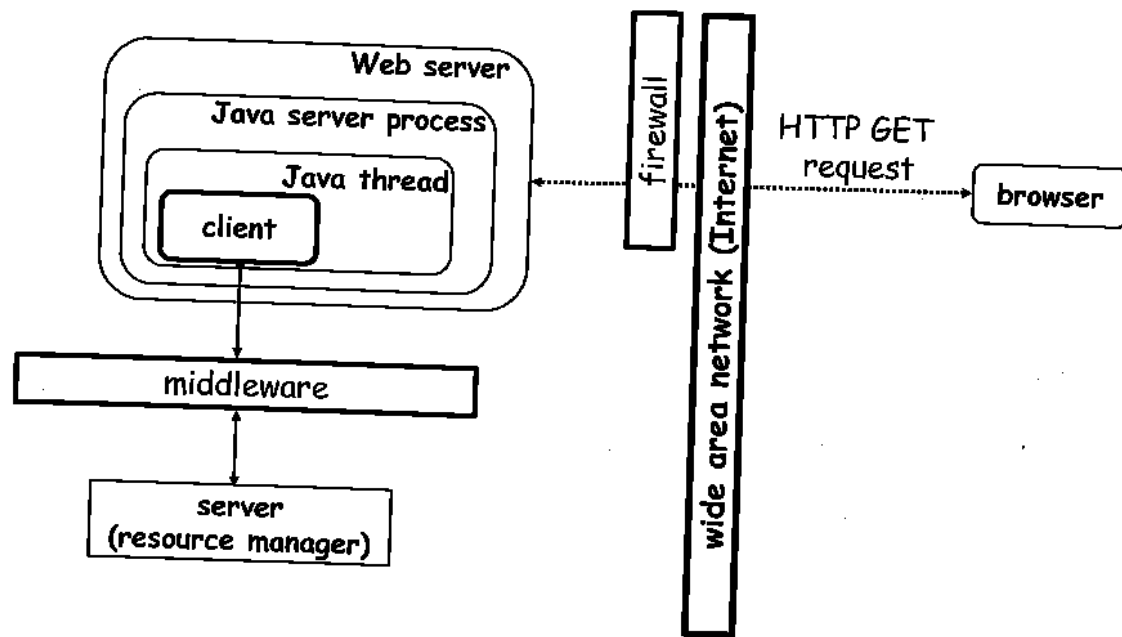 Web server
Java server process
Java thread
client
middleware
server
(resource manager)
firewall
wide area network (Internet)
HTTP GET
request
browser